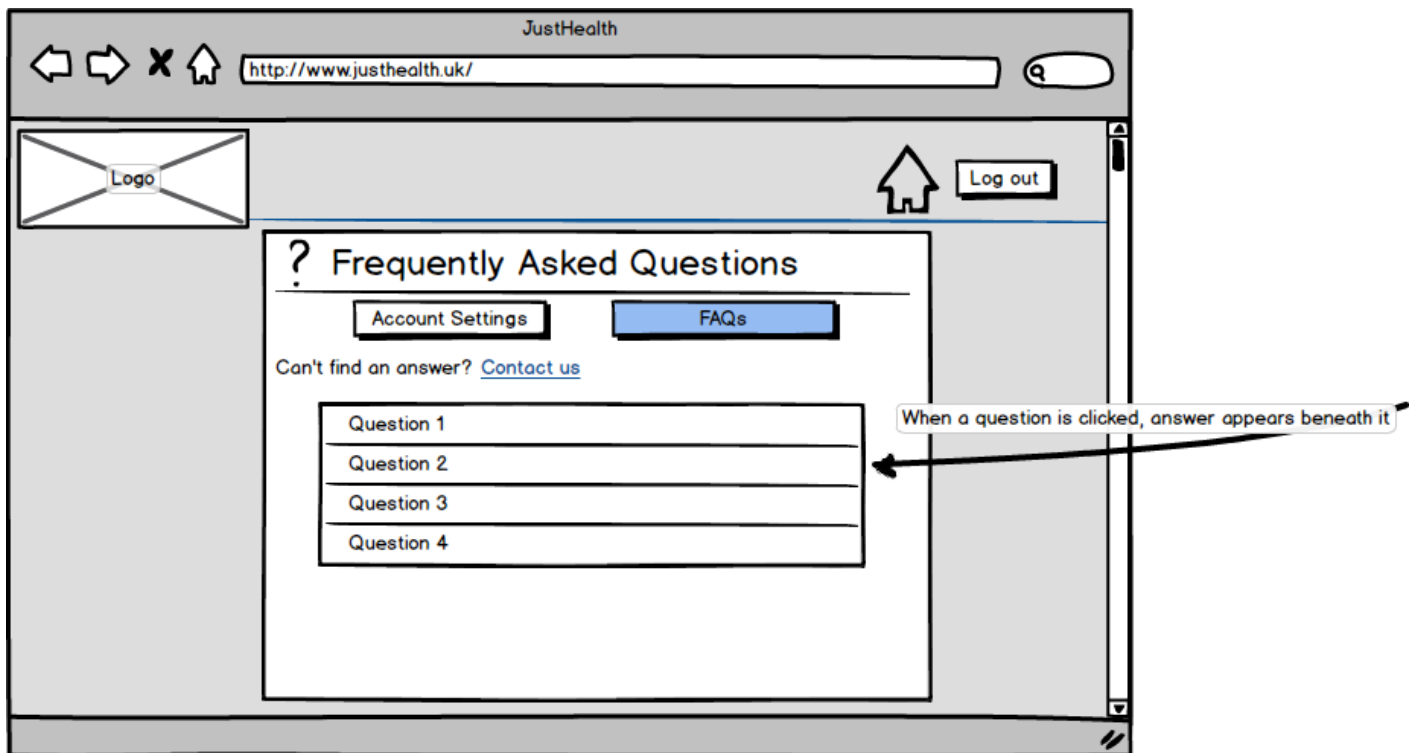 JustHealth
http://www.justhealth.uk/
Logo
Log out
? Frequently Asked Questions
Account Settings
FAQs
Can't find an answer? Contact us
Question 1
When a question is clicked, answer appears beneath it
Question 2
Question 3
Question 4